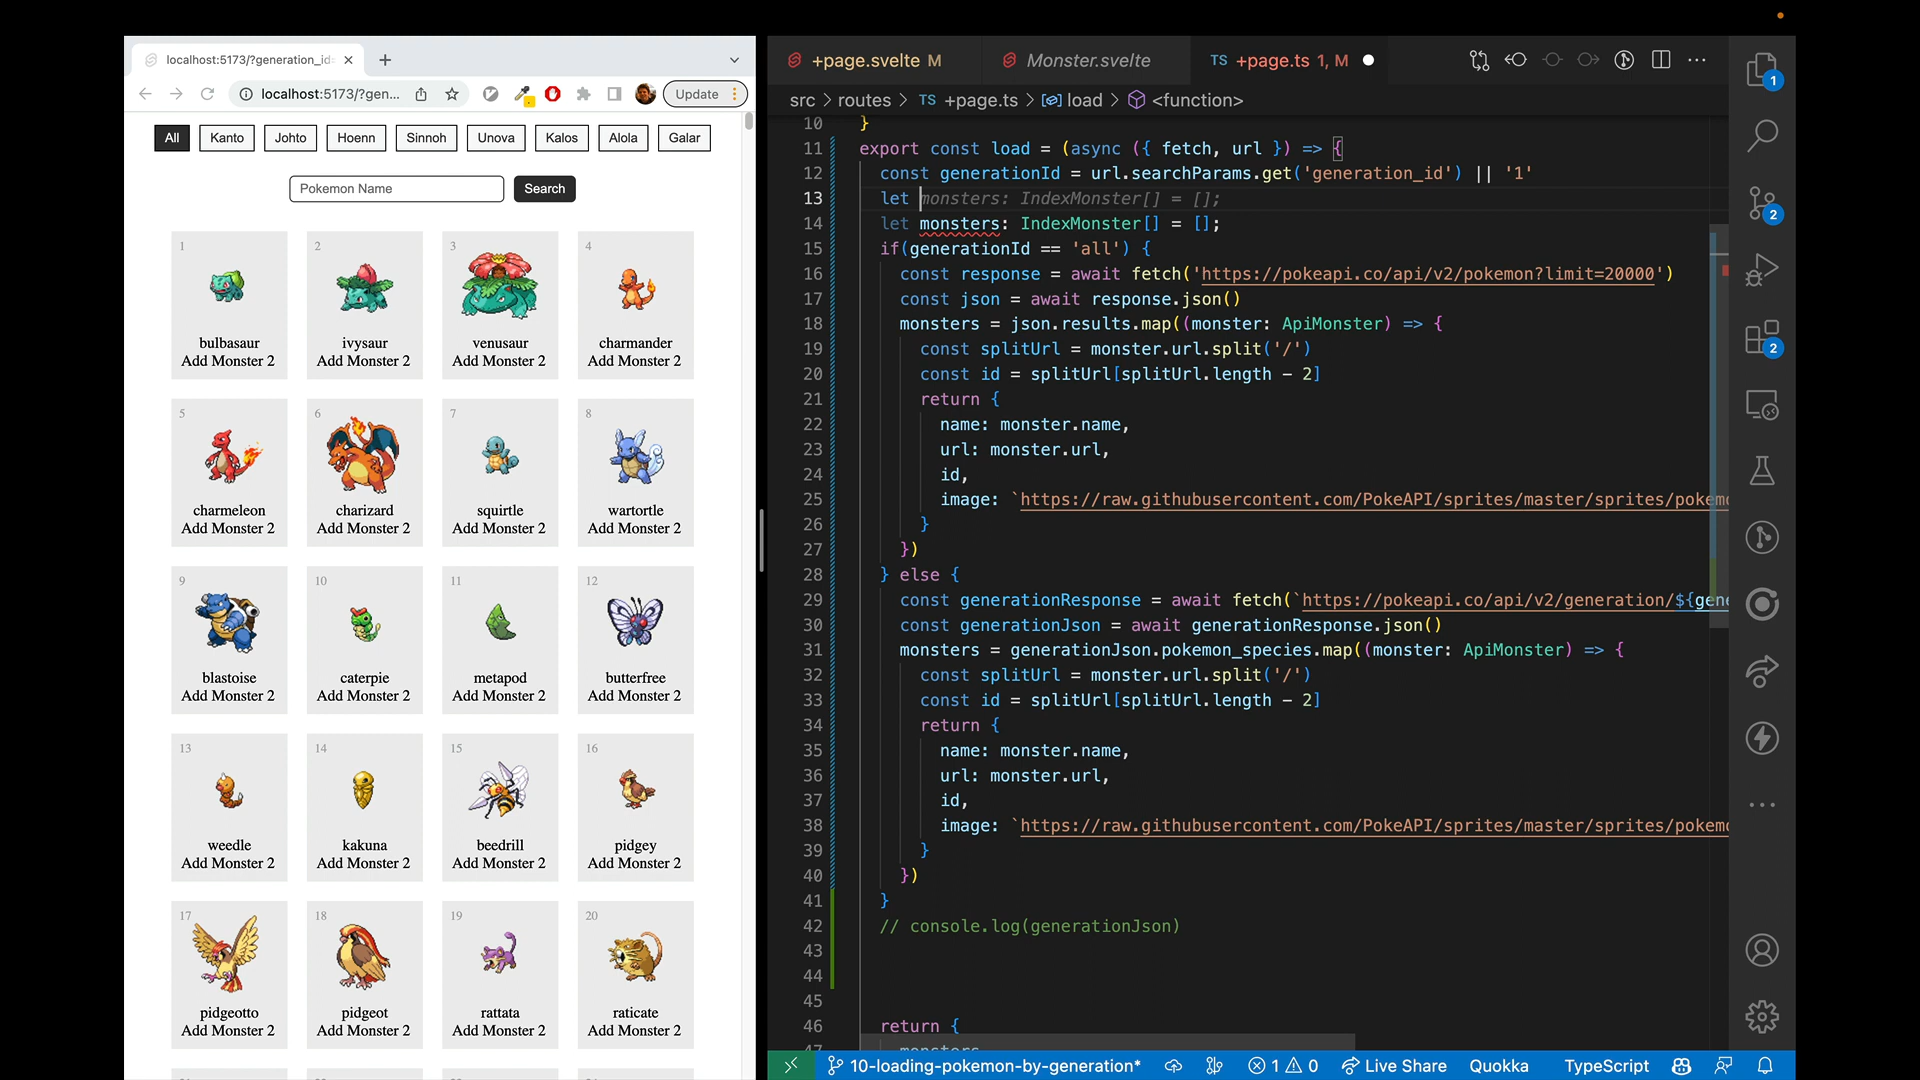 localhost:5173/?generation_id
localhost:5173/?gen...
Update
All
Kanto
Johto
Hoenn
Sinnoh
Unova
Kalos
Alola
Galar
Pokemon Name
Search
1
2
3
4
bulbasaur
ivysaur
venusaur
charmander
Add Monster 2
Add Monster 2
Add Monster 2
Add Monster 2
5
6
7
8
charmeleon
charizard
squirtle
wartortle
Add Monster 2
Add Monster 2
Add Monster 2
Add Monster 2
9
10
11
12
blastoise
caterpie
metapod
butterfree
Add Monster 2
Add Monster 2
Add Monster 2
Add Monster 2
13
14
15
16
weedle
kakuna
beedrill
pidgey
Add Monster 2
Add Monster 2
Add Monster 2
Add Monster 2
17
18
19
20
pidgeotto
pidgeot
rattata
raticate
Add Monster 2
Add Monster 2
Add Monster 2
Add Monster 2
+page.svelte M
Monster.svelte
TS +page.ts 1, M
src > routes > TS +page.ts > load > <function>
10 }
11 export const load = (async ({ fetch, url }) => {
12 const generationId = url.searchParams.get('generation_id') || '1'
13 let monsters: IndexMonster[] = [];
14 let monsters: IndexMonster[] = [];
15 if(generationId == 'all') {
16 const response = await fetch('https://pokeapi.co/api/v2/pokemon?limit=20000')
17 const json = await response.json()
18 monsters = json.results.map((monster: ApiMonster) => {
19 const splitUrl = monster.url.split('/')
20 const id = splitUrl[splitUrl.length - 2]
21 return {
22 name: monster.name,
23 url: monster.url,
24 id,
25 image: `https://raw.githubusercontent.com/PokeAPI/sprites/master/sprites/pokemo
26 }
27 })
28 } else {
29 const generationResponse = await fetch(`https://pokeapi.co/api/v2/generation/${gene
30 const generationJson = await generationResponse.json()
31 monsters = generationJson.pokemon_species.map((monster: ApiMonster) => {
32 const splitUrl = monster.url.split('/')
33 const id = splitUrl[splitUrl.length - 2]
34 return {
35 name: monster.name,
36 url: monster.url,
37 id,
38 image: `https://raw.githubusercontent.com/PokeAPI/sprites/master/sprites/pokemo
39 }
40 })
41 }
42 // console.log(generationJson)
43
44
45
46 return {
47 monsters
1
2
2
10-loading-pokemon-by-generation*
1
0
Live Share
Quokka
TypeScript